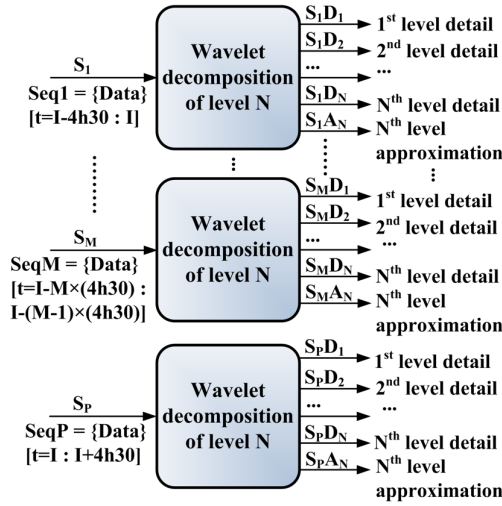 S1
Seq1 = {Data}
[t=I-4h30 : I]
Wavelet
decomposition
of level N
S1D1
1st level detail
S1D2
2nd level detail
...
...
S1DN
Nth level detail
S1AN
Nth level
approximation
SM
SeqM = {Data}
[t=I-M×(4h30) :
I-(M-1)×(4h30)]
Wavelet
decomposition
of level N
SMD1
1st level detail
SMD2
2nd level detail
...
...
SMDN
Nth level detail
SMAN
Nth level
approximation
SP
SeqP = {Data}
[t=I : I+4h30]
Wavelet
decomposition
of level N
SPD1
1st level detail
SPD2
2nd level detail
...
...
SPDN
Nth level detail
SPAN
Nth level
approximation